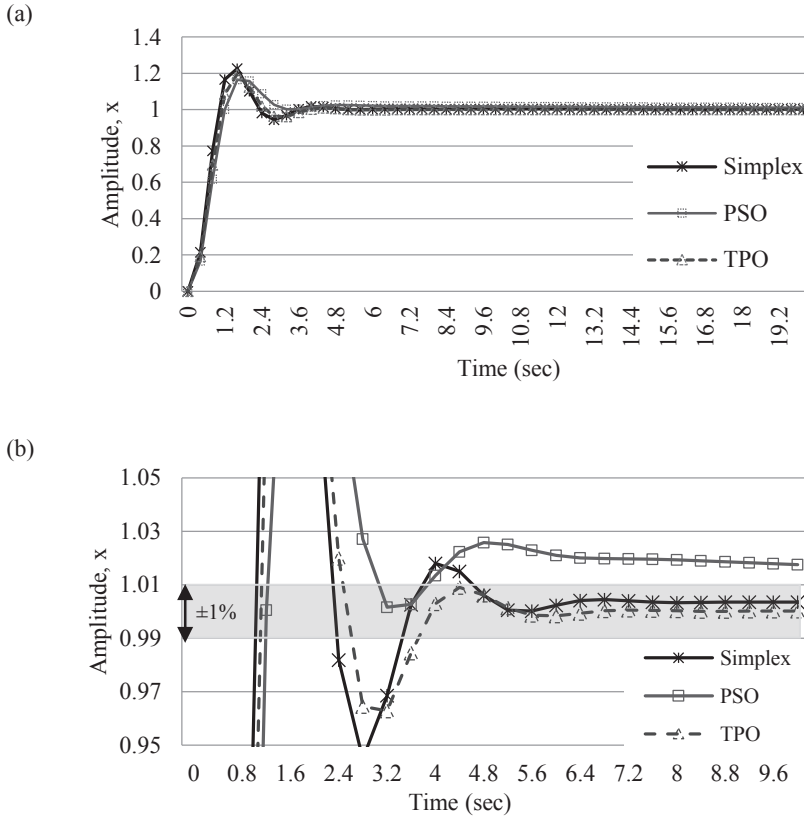 (a)
1.4
1.2
1
0.8
0.6
0.4
0.2
0
Amplitude, x
Simplex
PSO
TPO
0 1.2 2.4 3.6 4.8 6 7.2 8.4 9.6 10.8 12 13.2 14.4 15.6 16.8 18 19.2
Time (sec)
(b)
1.05
1.03
1.01
0.99
0.97
0.95
Amplitude, x
±1%
Simplex
PSO
TPO
0 0.8 1.6 2.4 3.2 4 4.8 5.6 6.4 7.2 8 8.8 9.6
Time (sec)